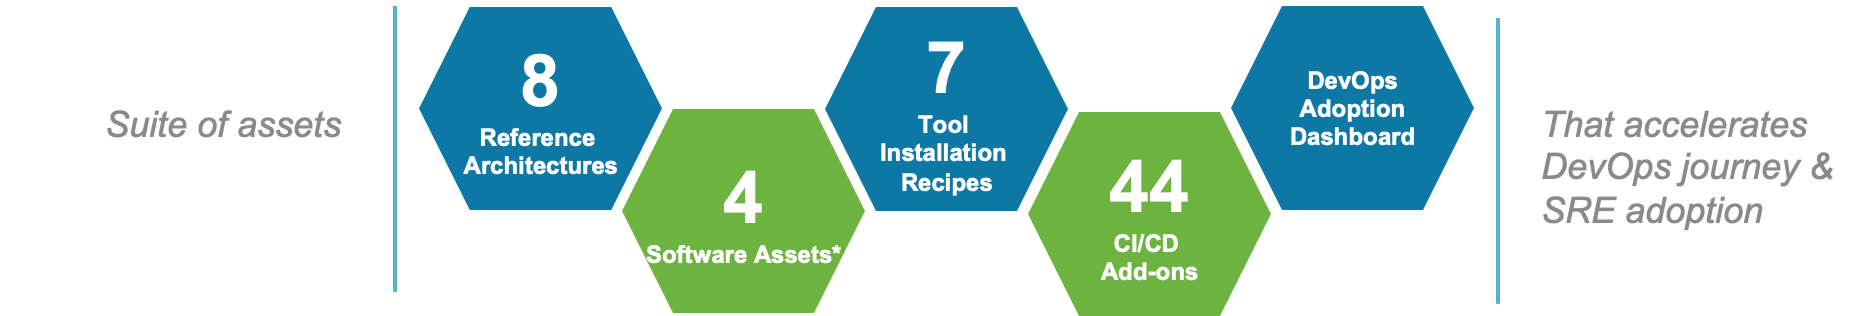 Suite of assets
8
Reference
Architectures
4
Software Assets*
7
Tool
Installation
Recipes
44
CI/CD
Add-ons
DevOps
Adoption
Dashboard
That accelerates
DevOps journey &
SRE adoption